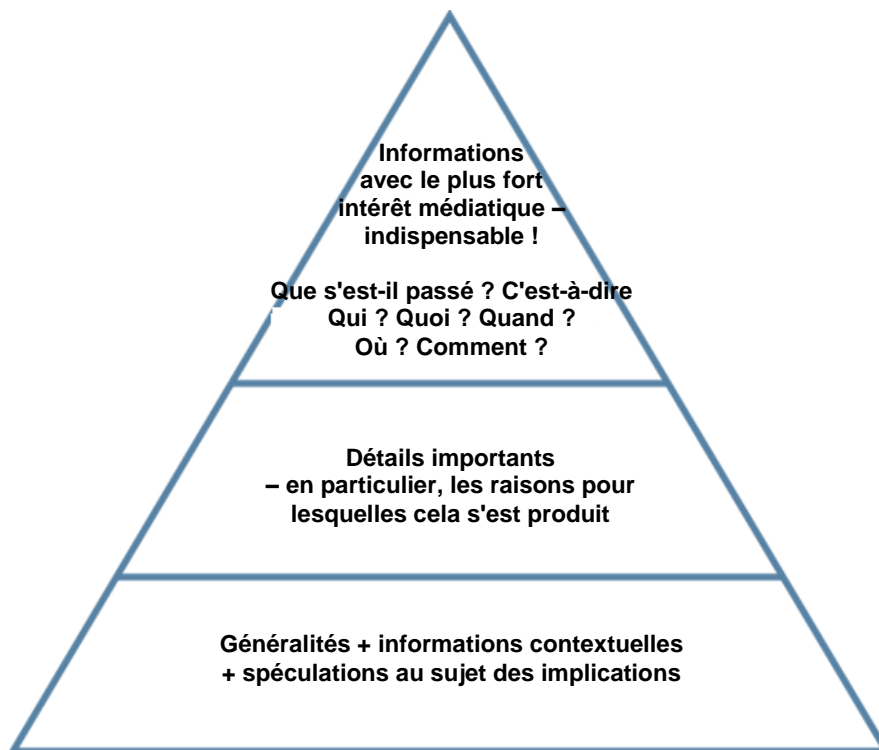 Informations
avec le plus fort
intérêt médiatique –
indispensable !
Que s'est-il passé ? C'est-à-dire
Qui ? Quoi ? Quand ?
Où ? Comment ?
Détails importants
– en particulier, les raisons pour
lesquelles cela s'est produit
Généralités + informations contextuelles
+ spéculations au sujet des implications